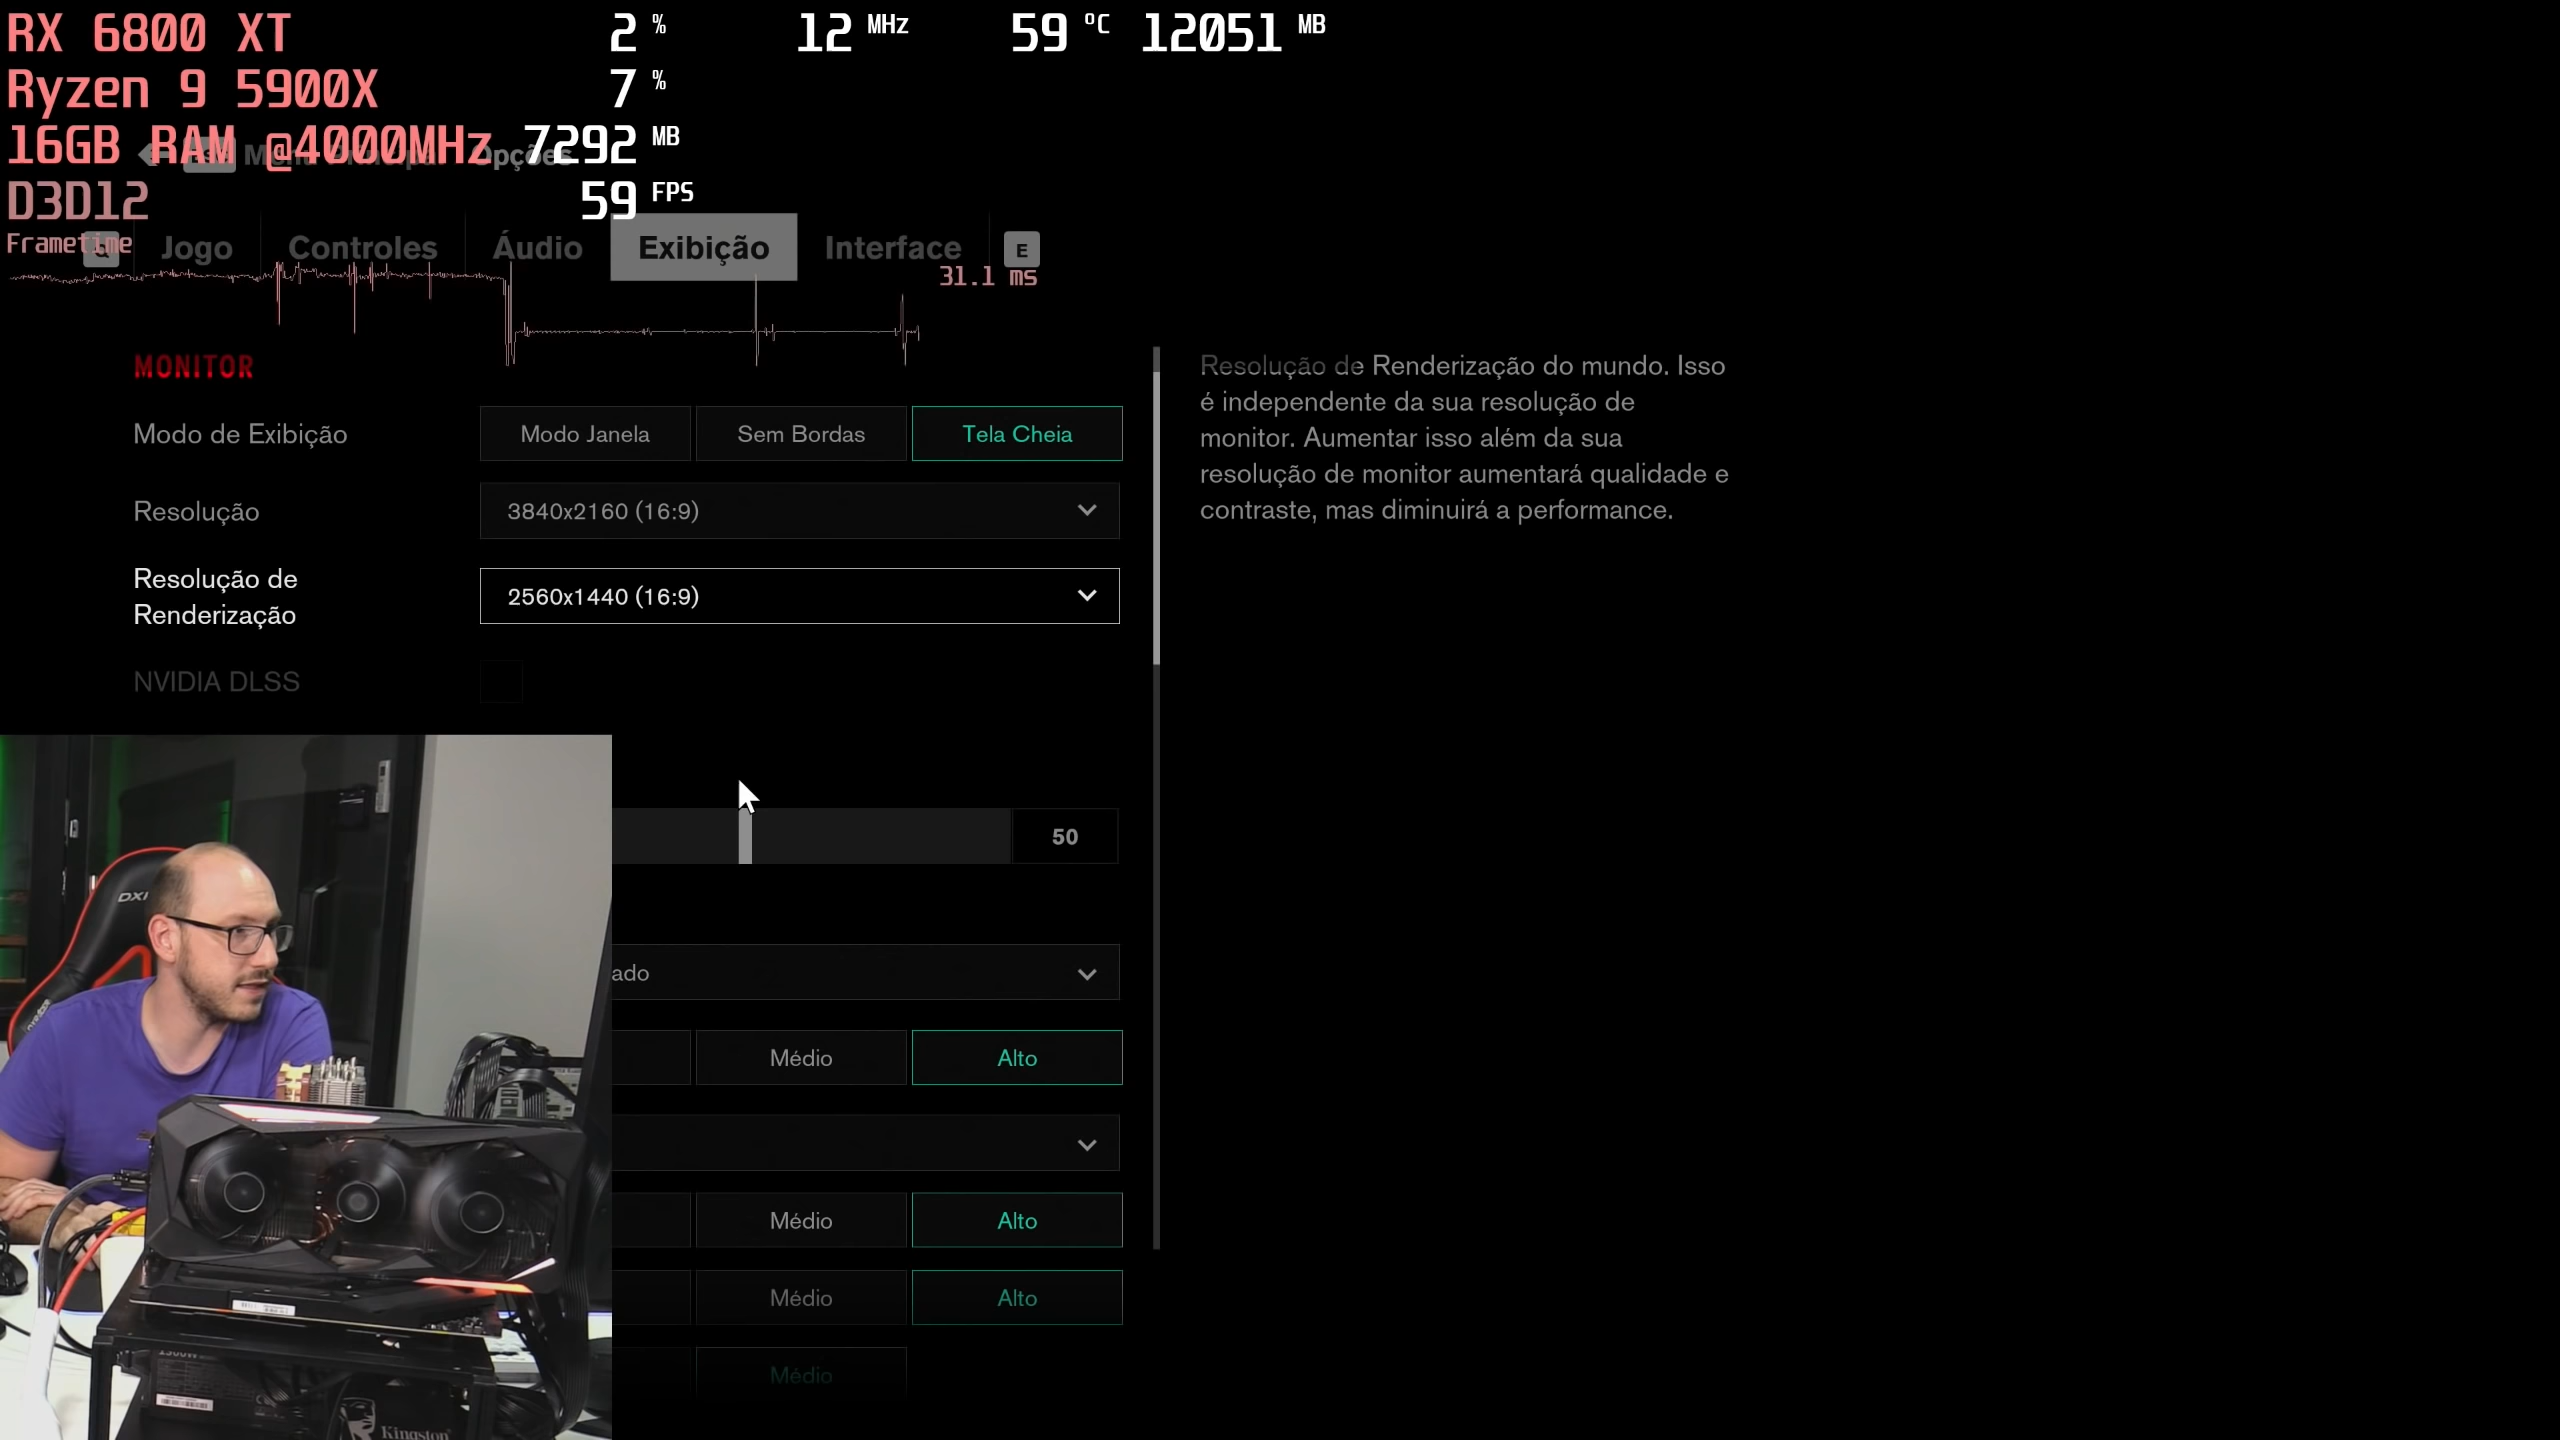 RX 6800 XT 2 % 12 MHz 59 °C 12051 MB
Ryzen 9 5900X 7 %
16GB RAM @4000MHz 7292 MB
Opções
D3D12 59 FPS
Frametime
Jogo Controles Áudio Exibição Interface E
31.1 ms
MONITOR
Modo de Exibição Modo Janela Sem Bordas Tela Cheia
Resolução 3840x2160 (16:9)
Resolução de
Renderização
2560x1440 (16:9)
NVIDIA DLSS
50
ado
Médio Alto
Médio Alto
Médio Alto
Médio
Resolução de Renderização do mundo. Isso
é independente da sua resolução de
monitor. Aumentar isso além da sua
resolução de monitor aumentará qualidade e
contraste, mas diminuirá a performance.
DX
Kingston